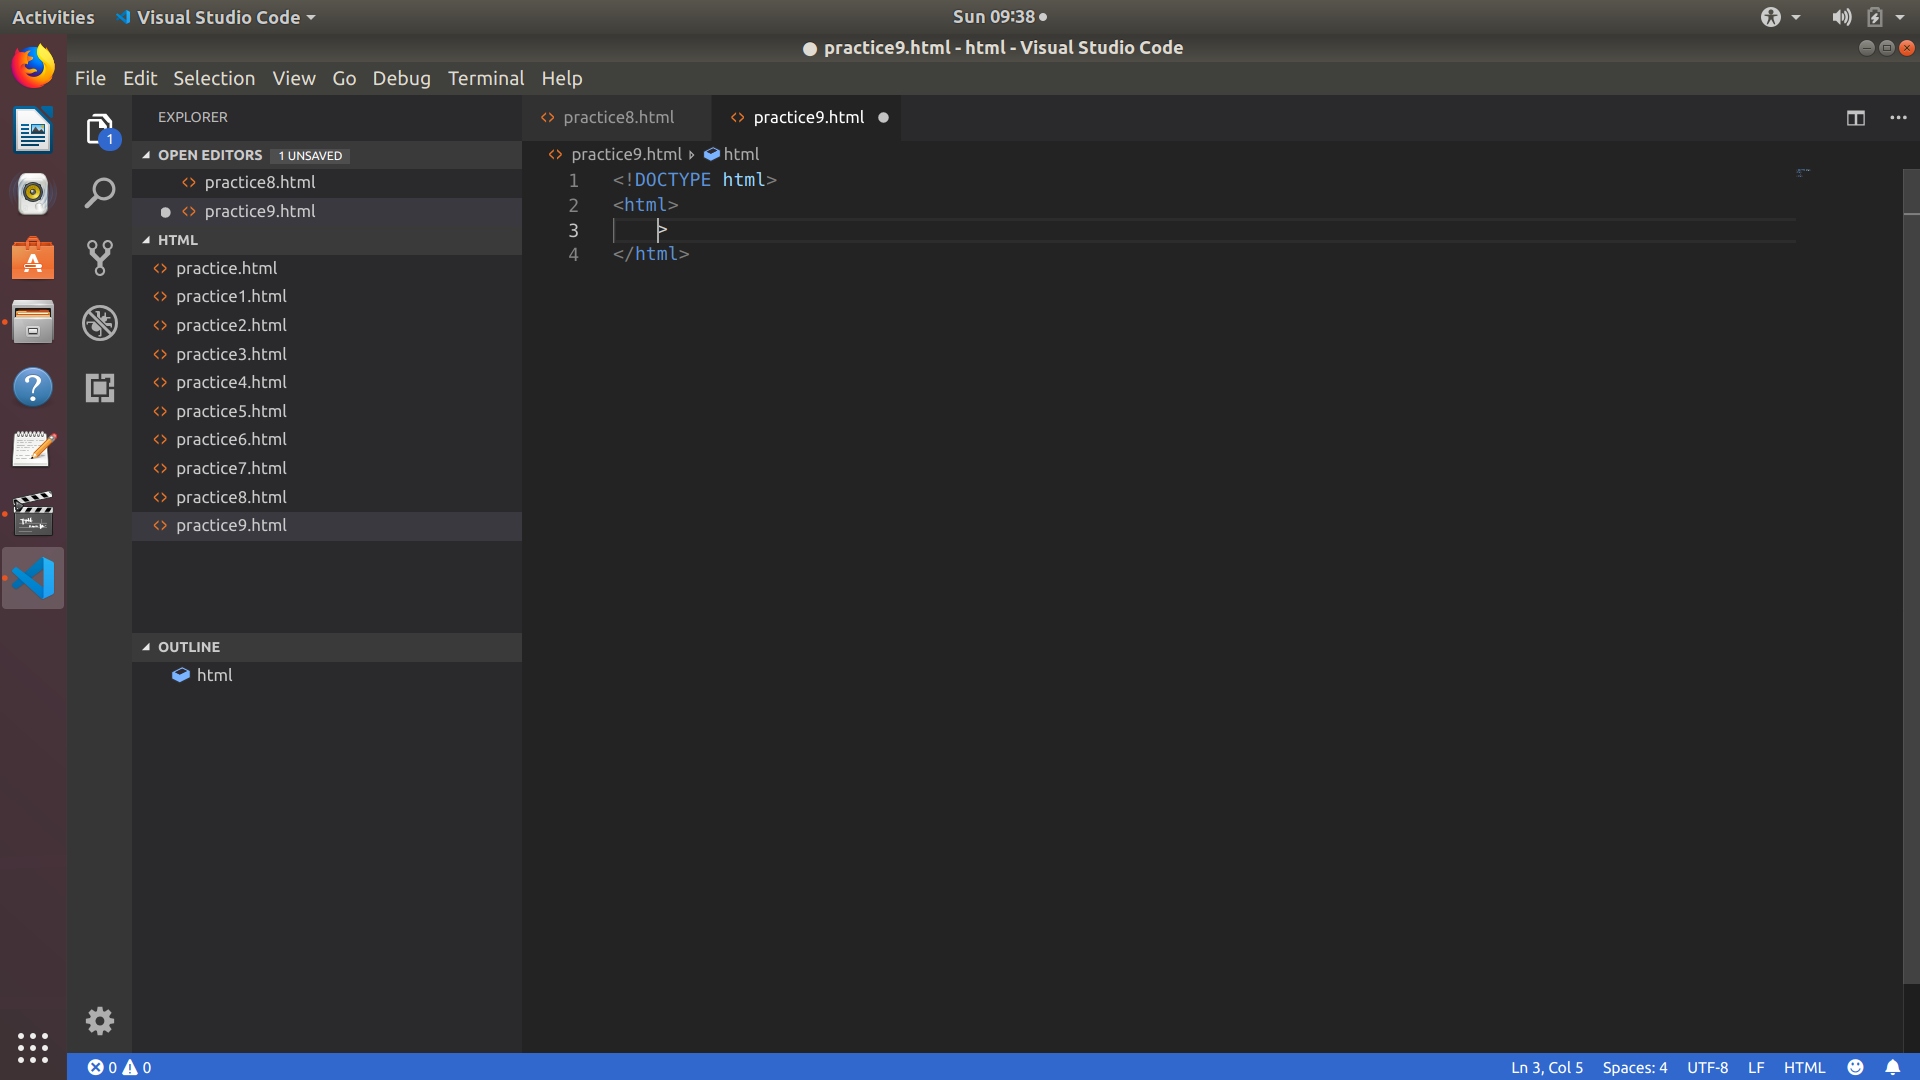 Activities Visual Studio Code Sun 09:38
practice9.html - html - Visual Studio Code
File Edit Selection View Go Debug Terminal Help
EXPLORER
1
OPEN EDITORS 1 UNSAVED
practice8.html
practice9.html
HTML
practice.html
practice1.html
practice2.html
practice3.html
practice4.html
practice5.html
practice6.html
practice7.html
practice8.html
practice9.html
OUTLINE
html
practice8.html practice9.html
practice9.html html
1 <!DOCTYPE html>
2 <html>
3 >
4 </html>
0 0 Ln 3, Col 5 Spaces: 4 UTF-8 LF HTML